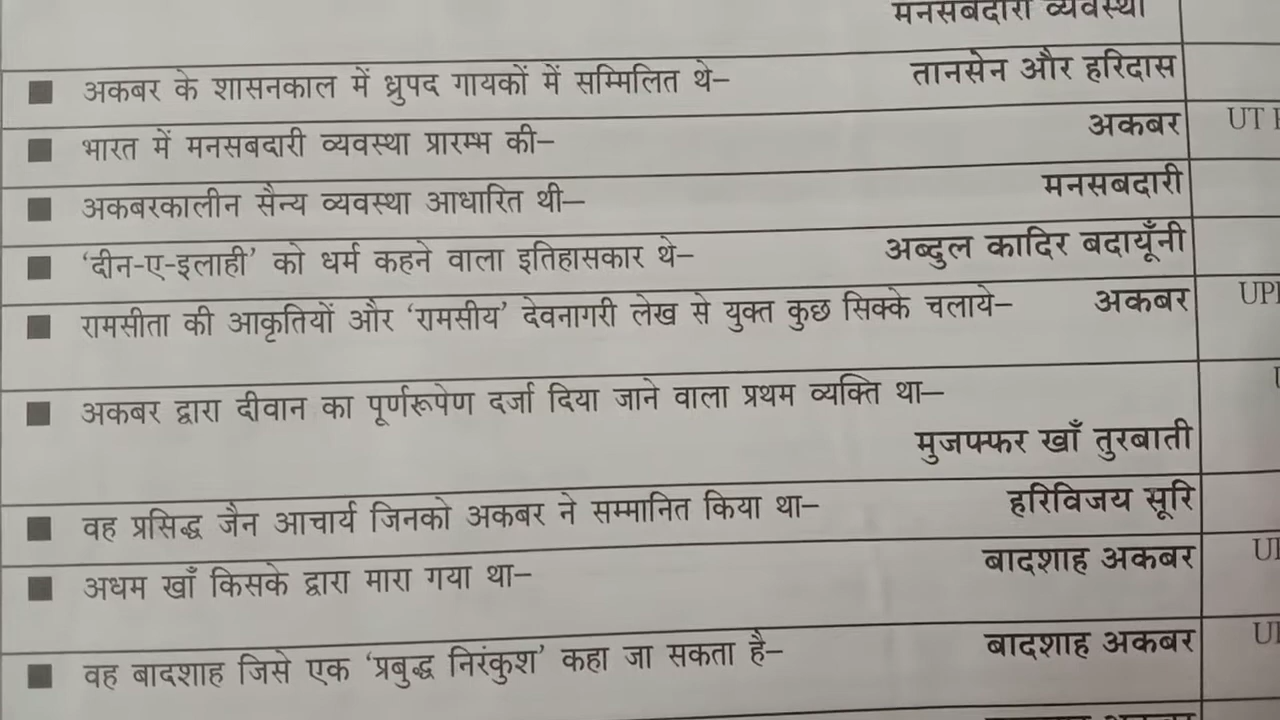 मनसबदारी व्यवस्था
■ अकबर के शासनकाल में ध्रुपद गायकों में सम्मिलित थे– तानसेन और हरिदास
■ भारत में मनसबदारी व्यवस्था प्रारम्भ की– अकबर UT
■ अकबरकालीन सैन्य व्यवस्था आधारित थी– मनसबदारी
■ 'दीन-ए-इलाही' को धर्म कहने वाला इतिहासकार थे– अब्दुल कादिर बदायूँनी
■ रामसीता की आकृतियों और 'रामसीय' देवनागरी लेख से युक्त कुछ सिक्के चलाये– अकबर
■ अकबर द्वारा दीवान का पूर्णरूपेण दर्जा दिया जाने वाला प्रथम व्यक्ति था–
मुजफ्फर खाँ तुरबाती
■ वह प्रसिद्ध जैन आचार्य जिनको अकबर ने सम्मानित किया था– हरिविजय सूरि
■ अधम खाँ किसके द्वारा मारा गया था– बादशाह अकबर
■ वह बादशाह जिसे एक 'प्रबुद्ध निरंकुश' कहा जा सकता है– बादशाह अकबर